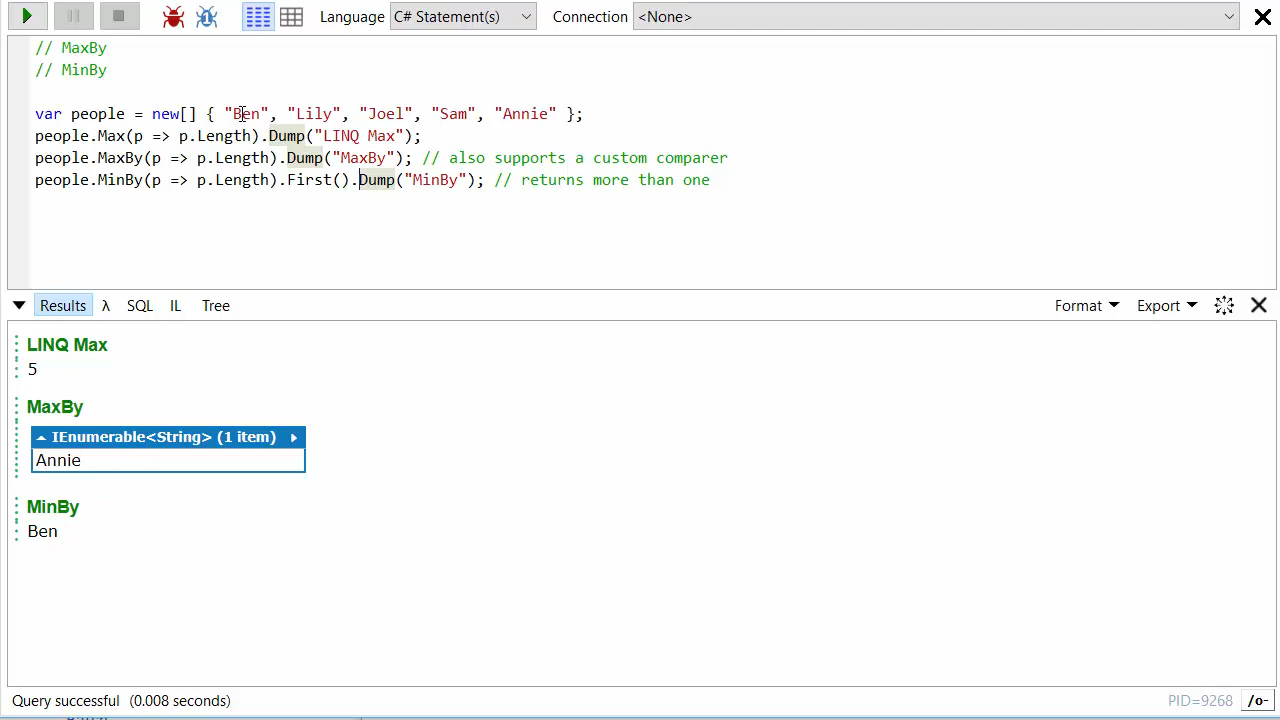 Language C# Statement(s) Connection <None>
// MaxBy
// MinBy
var people = new[] { "Ben", "Lily", "Joel", "Sam", "Annie" };
people.Max(p => p.Length).Dump("LINQ Max");
people.MaxBy(p => p.Length).Dump("MaxBy"); // also supports a custom comparer
people.MinBy(p => p.Length).First().Dump("MinBy"); // returns more than one
Results λ SQL IL Tree Format Export
LINQ Max
5
MaxBy
IEnumerable<String> (1 item)
Annie
MinBy
Ben
Query successful (0.008 seconds) PID=9268 /o-